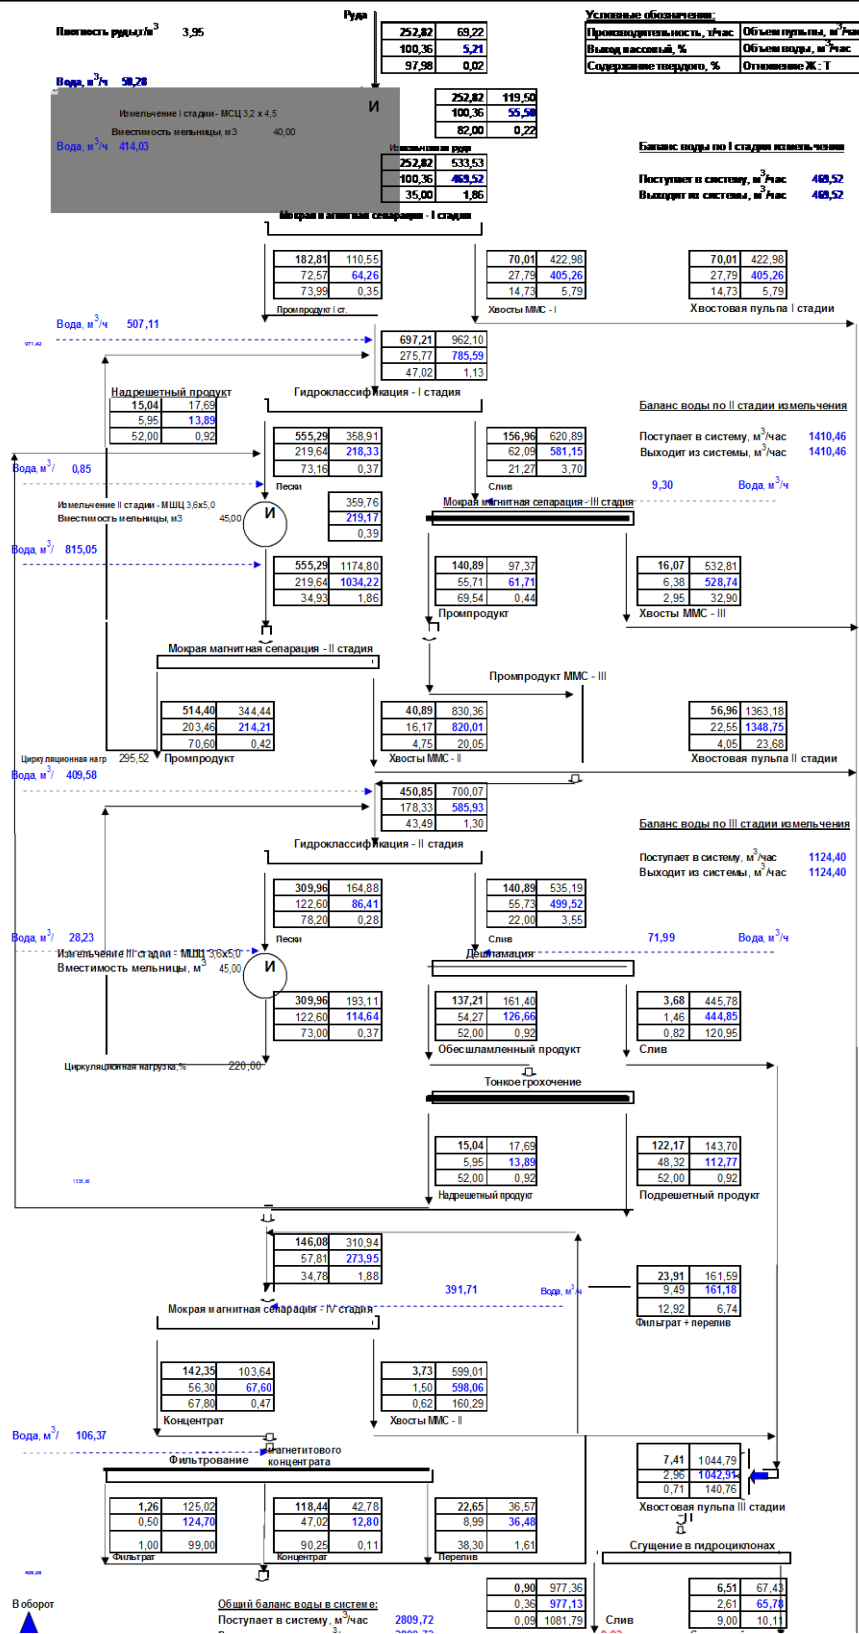 Руда
Условные обозначения:
Плотность руды,т/м3 3,95
252,82 69,22
Производительность, т/час Объем пульпы, м3/час
100,36 5,21
Выход массовый, % Объем воды, м3/час
97,98 0,02
Содержание твердого, % Отношение Ж : Т
Вода, м3/ч 50,28
И
252,82 119,50
Измельчение I стадии - МСЦ 3,2 х 4,5
100,36 55,50
Вместимость мельницы, м3 40,00
82,00 0,22
Вода, м3/ч 414,03
Измельченная руда
Баланс воды по I стадии измельчения
252,82 533,53
100,36 469,52
Поступает в систему, м3/час 469,52
35,00 1,86
Выходит из системы, м3/час 469,52
Мокрая магнитная сепарация - I стадия
182,81 110,55
70,01 422,98
70,01 422,98
72,57 64,26
27,79 405,26
27,79 405,26
73,99 0,35
14,73 5,79
14,73 5,79
Промпродукт I ст.
Хвосты ММС - I
Хвостовая пульпа I стадии
Вода, м3/ч 507,11
697,21 962,10
275,77 785,59
47,02 1,13
Надрешетный продукт
Гидроклассификация - I стадия
15,04 17,69
5,95 13,89
52,00 0,92
Баланс воды по II стадии измельчения
555,29 358,91
156,96 620,89
Поступает в систему, м3/час 1410,46
219,64 218,33
62,09 581,15
Выходит из системы, м3/час 1410,46
73,16 0,37
21,27 3,70
Вода, м3/ 0,85
Пески
Слив
9,30 Вода, м3/ч
Измельчение II стадии - МШЦ 3,6х5,0
Вместимость мельницы, м3 45,00
И
359,76
219,17
0,39
Мокрая магнитная сепарация - III стадия
Вода, м3/ 815,05
555,29 1174,80
140,89 97,37
16,07 532,81
219,64 1034,22
55,71 61,71
6,38 528,74
34,93 1,86
69,54 0,44
2,95 32,90
Промпродукт
Хвосты ММС - III
Мокрая магнитная сепарация - II стадия
Промпродукт ММС - III
514,40 344,44
40,89 830,36
56,96 1363,18
203,46 214,21
16,17 820,01
22,55 1348,75
70,60 0,42
4,75 20,05
4,05 23,68
Циркуляционная нагр 295,52
Промпродукт
Хвосты ММС - II
Хвостовая пульпа II стадии
Вода, м3/ 409,58
450,85 700,07
178,33 585,93
43,49 1,30
Баланс воды по III стадии измельчения
Гидроклассификация - II стадия
Поступает в систему, м3/час 1124,40
Выходит из системы, м3/час 1124,40
309,96 164,88
140,89 535,19
122,60 86,41
55,73 499,52
78,20 0,28
22,00 3,55
Вода, м3/ 28,23
Пески
Слив
71,99 Вода, м3/ч
Измельчение III стадии - МШЦ 3,6х5,0
Дешламация
Вместимость мельницы, м3 45,00
И
309,96 193,11
137,21 161,40
3,68 445,78
122,60 114,64
54,27 126,66
1,46 444,85
73,00 0,37
52,00 0,92
0,82 120,95
Обесшламленный продукт
Слив
Циркуляционная нагрузка,% 220,00
Тонкое грохочение
15,04 17,69
122,17 143,70
5,95 13,89
48,32 112,77
52,00 0,92
52,00 0,92
Надрешетный продукт
Подрешетный продукт
146,08 310,94
57,81 273,95
34,78 1,88
23,91 161,59
9,49 161,18
12,92 6,74
391,71 Вода, м3/ч
Фильтрат + перелив
Мокрая магнитная сепарация - IV стадия
142,35 103,64
3,73 599,01
56,30 67,60
1,50 598,06
67,80 0,47
0,62 160,29
Концентрат
Хвосты ММС - II
Вода, м3/ 106,37
Фильтрование магнетитового концентрата
7,41 1044,79
2,96 1042,91
0,71 140,76
Хвостовая пульпа III стадии
1,26 125,02
118,44 42,78
22,65 36,57
0,50 124,70
47,02 12,80
8,99 36,48
1,00 99,00
90,25 0,11
38,30 1,61
Фильтрат
Концентрат
Перелив
Сгущение в гидроциклонах
В оборот
0,90 977,36
6,51 67,43
0,36 977,13
2,61 65,78
0,09 1081,79
9,00 10,11
Общий баланс воды в системе:
Поступает в систему, м3/час 2809,72
Слив